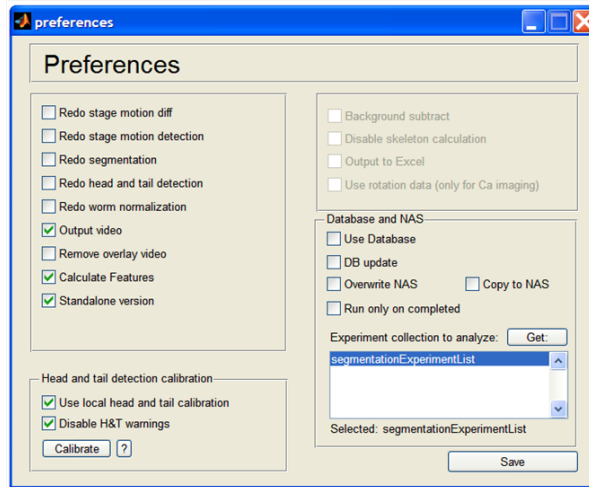 preferences
Preferences
Redo stage motion diff
Redo stage motion detection
Redo segmentation
Redo head and tail detection
Redo worm normalization
Output video
Remove overlay video
Calculate Features
Standalone version
Head and tail detection calibration
Use local head and tail calibration
Disable H&T warnings
Calibrate ?
Background subtract
Disable skeleton calculation
Output to Excel
Use rotation data (only for Ca imaging)
Database and NAS
Use Database
DB update
Overwrite NAS Copy to NAS
Run only on completed
Experiment collection to analyze: Get:
segmentationExperimentList
Selected: segmentationExperimentList
Save